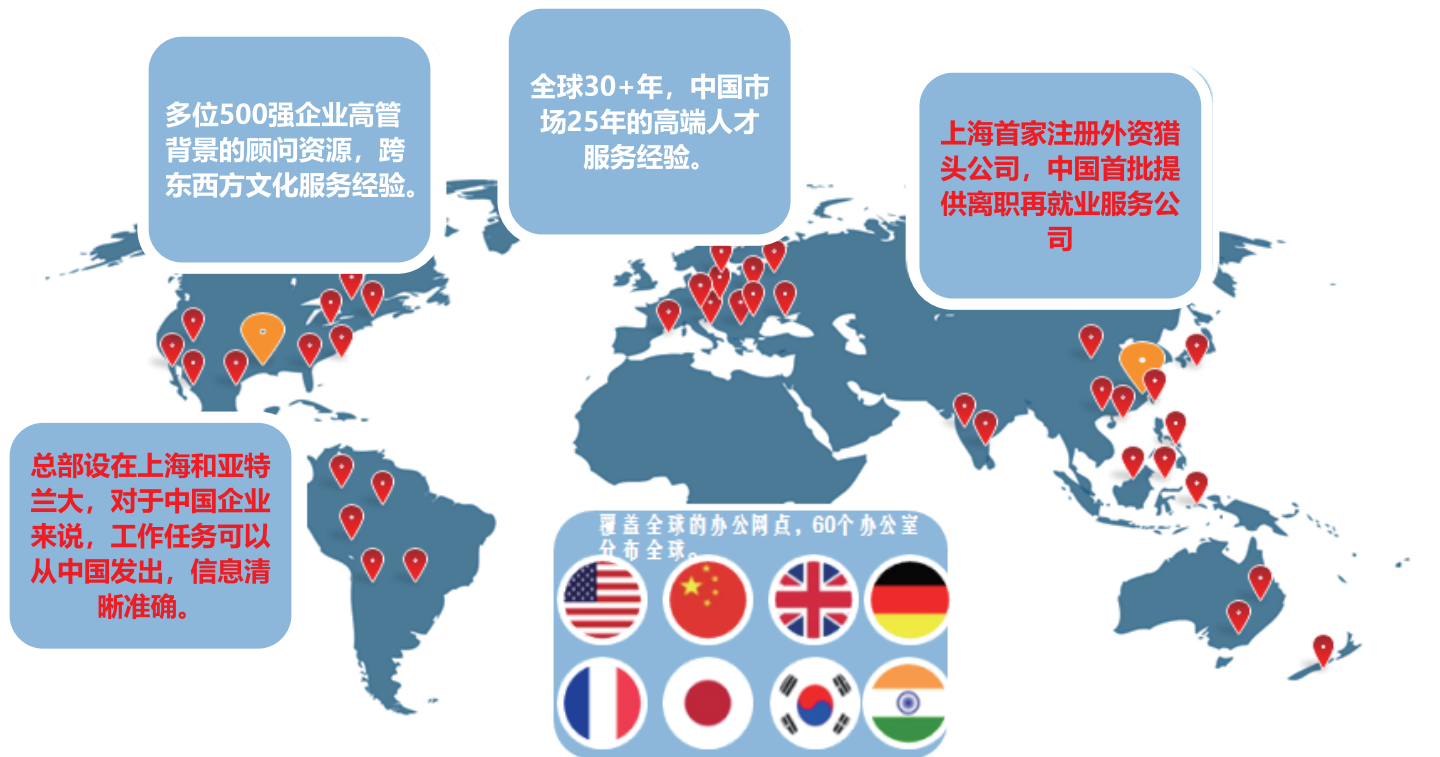 多位500强企业高管
背景的顾问资源，跨
东西方文化服务经验。
全球30+年，中国市
场25年的高端人才
服务经验。
上海首家注册外资猎
头公司，中国首批提
供离职再就业服务公
司
总部设在上海和亚特
兰大，对于中国企业
来说，工作任务可以
从中国发出，信息清
晰准确。
覆盖全球的办公网点，60个办公室
分布全球。